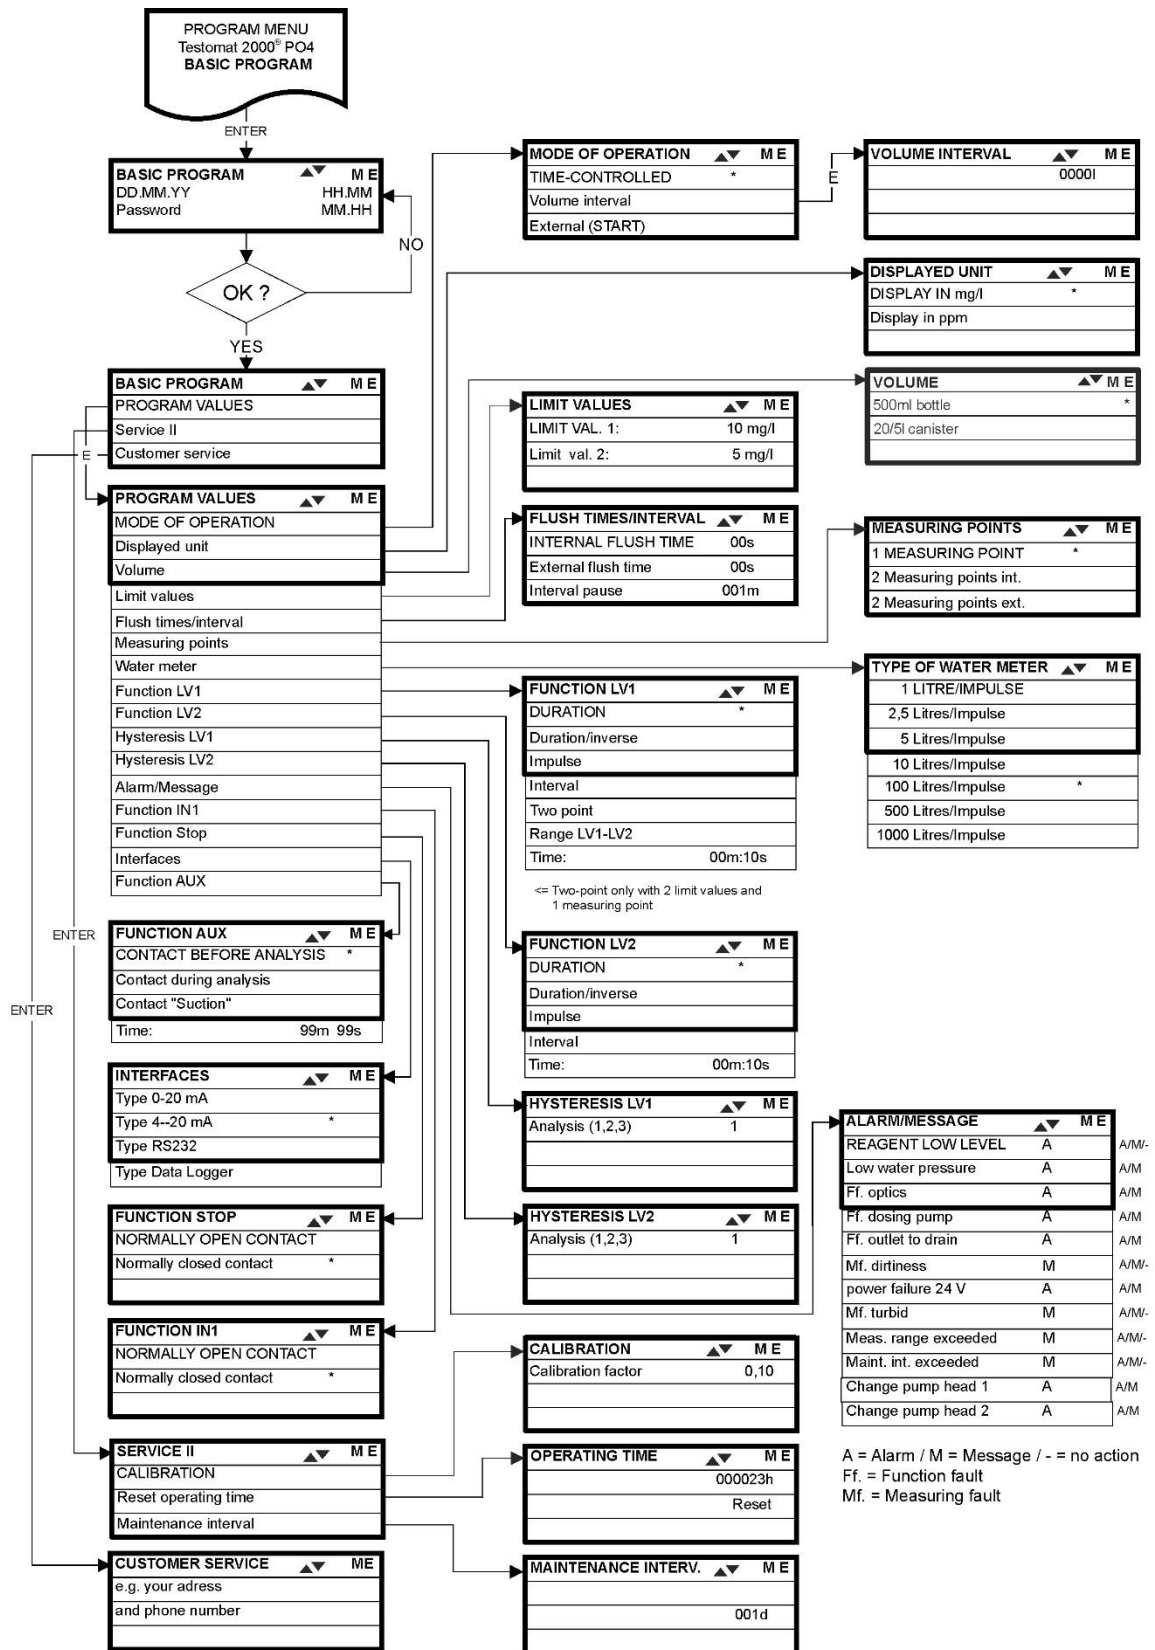 PROGRAM MENU
Testomat 2000® PO4
BASIC PROGRAM
ENTER
BASIC PROGRAM ▲▼ M E
DD.MM.YY HH.MM
Password MM.HH
NO
OK ?
YES
BASIC PROGRAM ▲▼ M E
PROGRAM VALUES
Service II
Customer service
E
PROGRAM VALUES ▲▼ M E
MODE OF OPERATION
Displayed unit
Volume
Limit values
Flush times/interval
Measuring points
Water meter
Function LV1
Function LV2
Hysteresis LV1
Hysteresis LV2
Alarm/Message
Function IN1
Function Stop
Interfaces
Function AUX
ENTER
ENTER
FUNCTION AUX ▲▼ M E
CONTACT BEFORE ANALYSIS *
Contact during analysis
Contact "Suction"
Time: 99m 99s
INTERFACES ▲▼ M E
Type 0-20 mA
Type 4--20 mA *
Type RS232
Type Data Logger
FUNCTION STOP ▲▼ M E
NORMALLY OPEN CONTACT
Normally closed contact *
FUNCTION IN1 ▲▼ M E
NORMALLY OPEN CONTACT
Normally closed contact *
SERVICE II ▲▼ M E
CALIBRATION
Reset operating time
Maintenance interval
CUSTOMER SERVICE ▲▼ ME
e.g. your adress
and phone number
MODE OF OPERATION ▲▼ M E
TIME-CONTROLLED *
Volume interval
External (START)
E
VOLUME INTERVAL ▲▼ M E
0000l
DISPLAYED UNIT ▲▼ M E
DISPLAY IN mg/l *
Display in ppm
VOLUME ▲▼ M E
500ml bottle *
20/5l canister
LIMIT VALUES ▲▼ M E
LIMIT VAL. 1: 10 mg/l
Limit val. 2: 5 mg/l
FLUSH TIMES/INTERVAL ▲▼ M E
INTERNAL FLUSH TIME 00s
External flush time 00s
Interval pause 001m
MEASURING POINTS ▲▼ M E
1 MEASURING POINT *
2 Measuring points int.
2 Measuring points ext.
TYPE OF WATER METER ▲▼ M E
1 LITRE/IMPULSE
2,5 Litres/Impulse
5 Litres/Impulse
10 Litres/Impulse
100 Litres/Impulse *
500 Litres/Impulse
1000 Litres/Impulse
FUNCTION LV1 ▲▼ M E
DURATION *
Duration/inverse
Impulse
Interval
Two point
Range LV1-LV2
Time: 00m:10s
<= Two-point only with 2 limit values and
1 measuring point
FUNCTION LV2 ▲▼ M E
DURATION *
Duration/inverse
Impulse
Interval
Time: 00m:10s
HYSTERESIS LV1 ▲▼ M E
Analysis (1,2,3) 1
HYSTERESIS LV2 ▲▼ M E
Analysis (1,2,3) 1
ALARM/MESSAGE ▲▼ M E
REAGENT LOW LEVEL A A/M/-
Low water pressure A A/M
Ff. optics A A/M
Ff. dosing pump A A/M
Ff. outlet to drain A A/M
Mf. dirtiness M A/M/-
power failure 24 V A A/M
Mf. turbid M A/M/-
Meas. range exceeded M A/M/-
Maint. int. exceeded M A/M/-
Change pump head 1 A A/M
Change pump head 2 A A/M
A = Alarm / M = Message / - = no action
Ff. = Function fault
Mf. = Measuring fault
CALIBRATION ▲▼ M E
Calibration factor 0,10
OPERATING TIME ▲▼ M E
000023h
Reset
MAINTENANCE INTERV. ▲▼ M E
001d